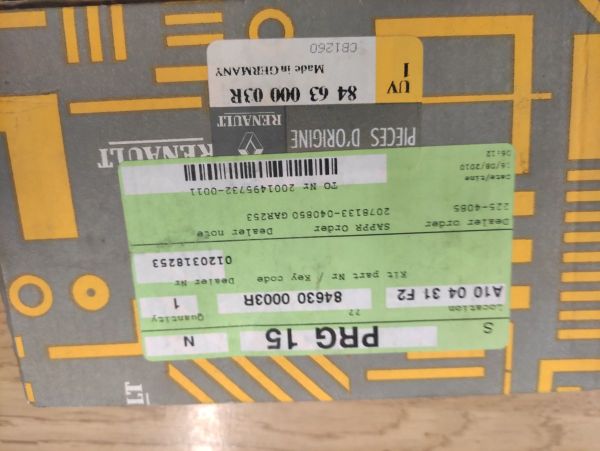 LT
S PRG 15 N
Location ?? Quantity
A10 04 31 F2 84630 0003R 1
Kit part Nr / Key code Dealer Nr
0120318253
Dealer order SAPPR Order Dealer note
225-4085 2078133-040850 GAR253
Date/time
16/08/2010 TO Nr 2001495732-0011
06:12
PIECES D'ORIGINE RENAULT RENAULT
RENAULT
UV 84 63 000 03R
1
Made in GERMANY
CB1260